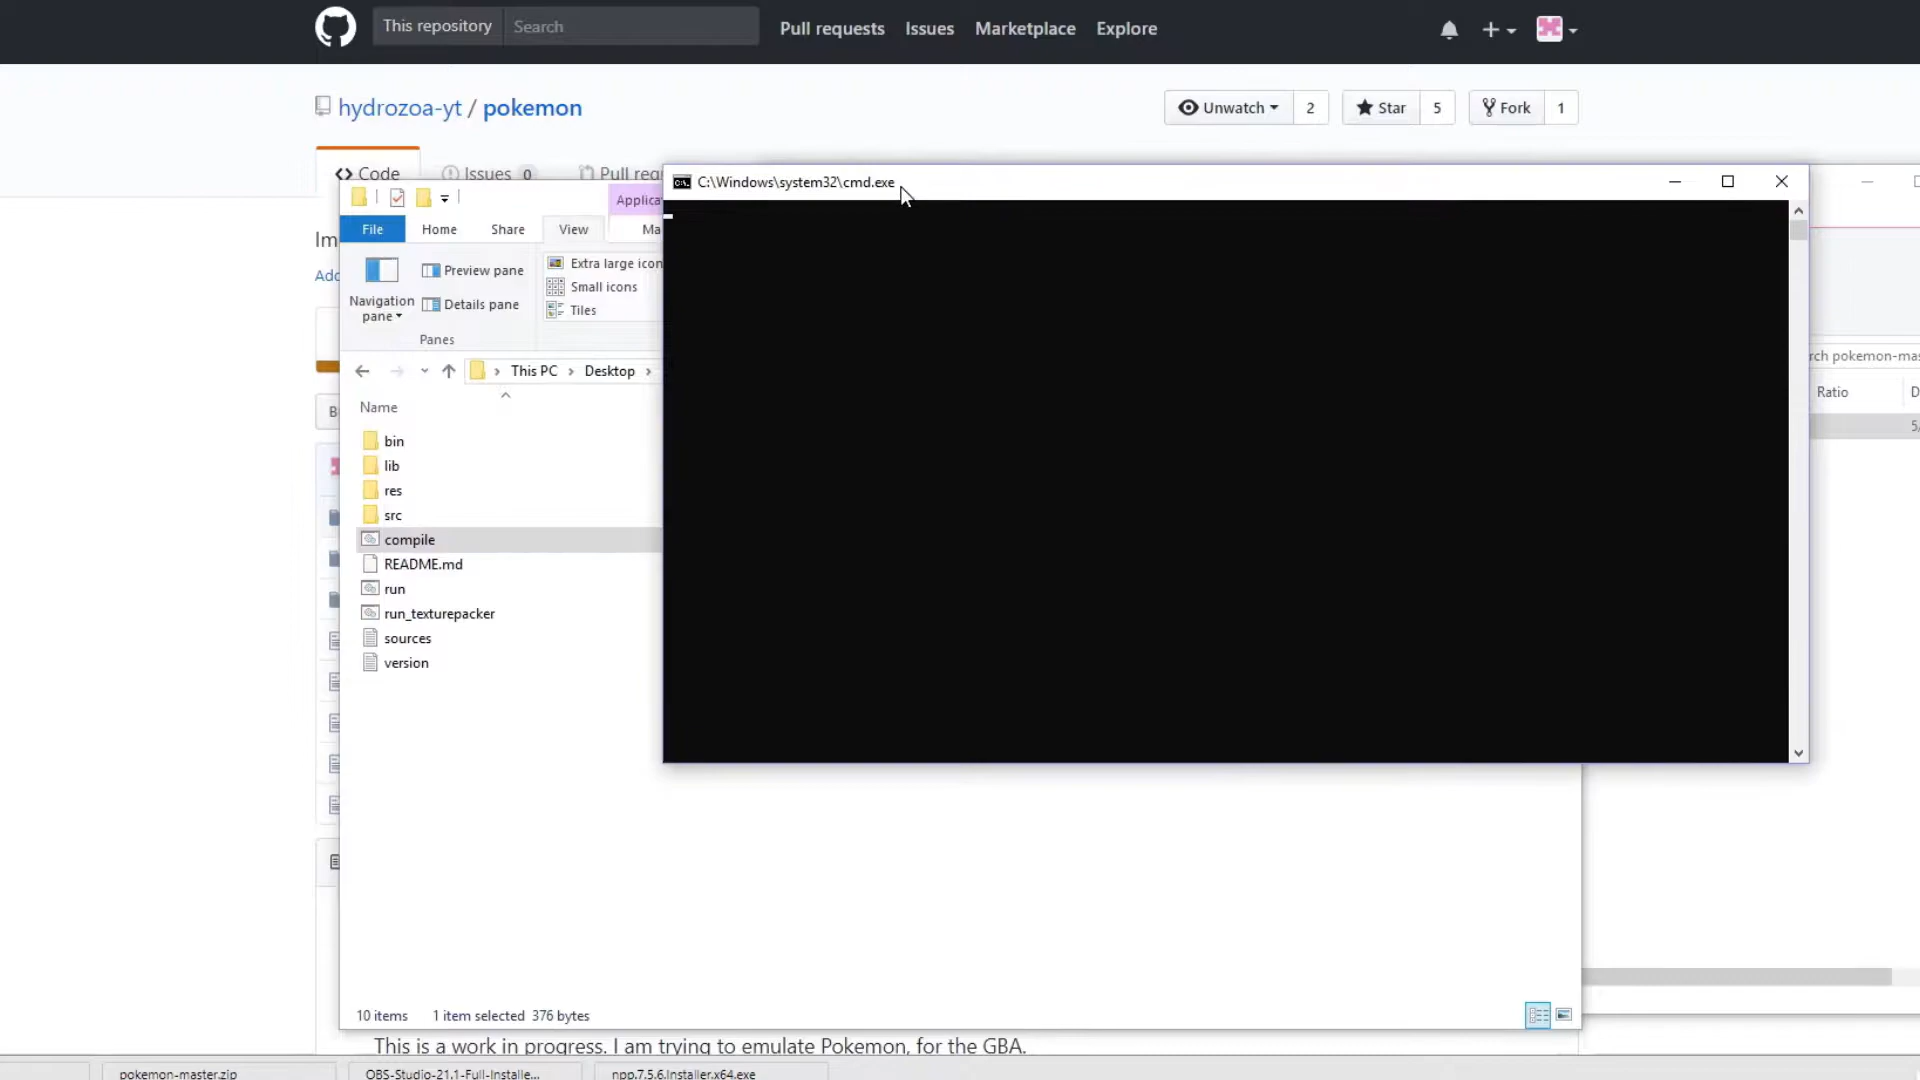 This repository Search Pull requests Issues Marketplace Explore
hydrozoa-yt / pokemon Unwatch 2 Star 5 Fork 1
Code Issues 0 Pull
C:\Windows\system32\cmd.exe
File Home Share View
Extra large icon
Preview pane
Small icons
Navigation pane
Details pane
Tiles
Panes
This PC › Desktop ›
Ratio
Name
bin
lib
res
src
compile
README.md
run
run_texturepacker
sources
version
10 items 1 item selected 376 bytes
This is a work in progress. I am trying to emulate Pokemon, for the GBA.
pokemon-master.zip OBS-Studio-21.1-Full-Installe... npp.7.5.6.Installer.x64.exe